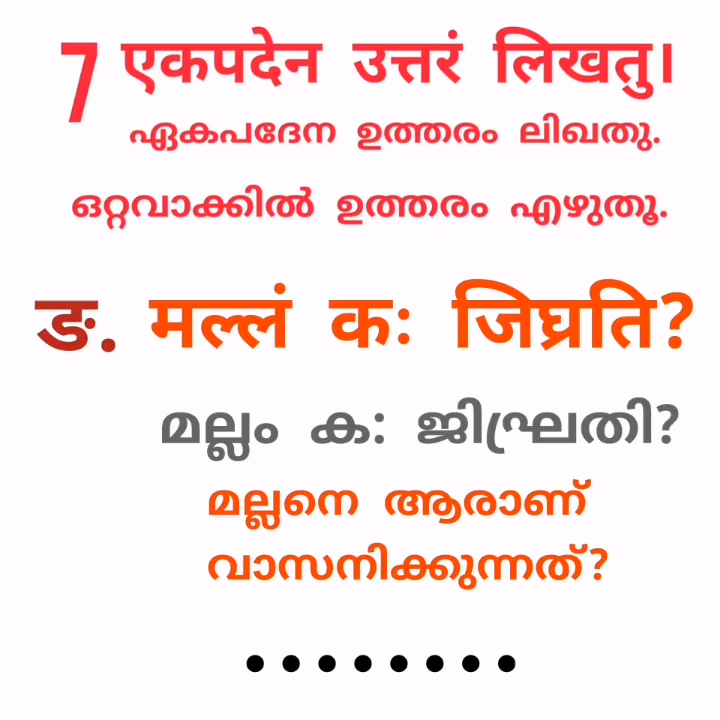 7 एकपदेन उत्तरं लिखतु।
ഏകപദേന ഉത്തരം ലിഖതു.
ഒറ്റവാക്കിൽ ഉത്തരം എഴുതൂ.
ङ. मल्लं कः जिघ्रति?
മല്ലം ക: ജിഘ്രതി?
മല്ലനെ ആരാണ്
വാസനിക്കുന്നത്?
• • • • • • • •